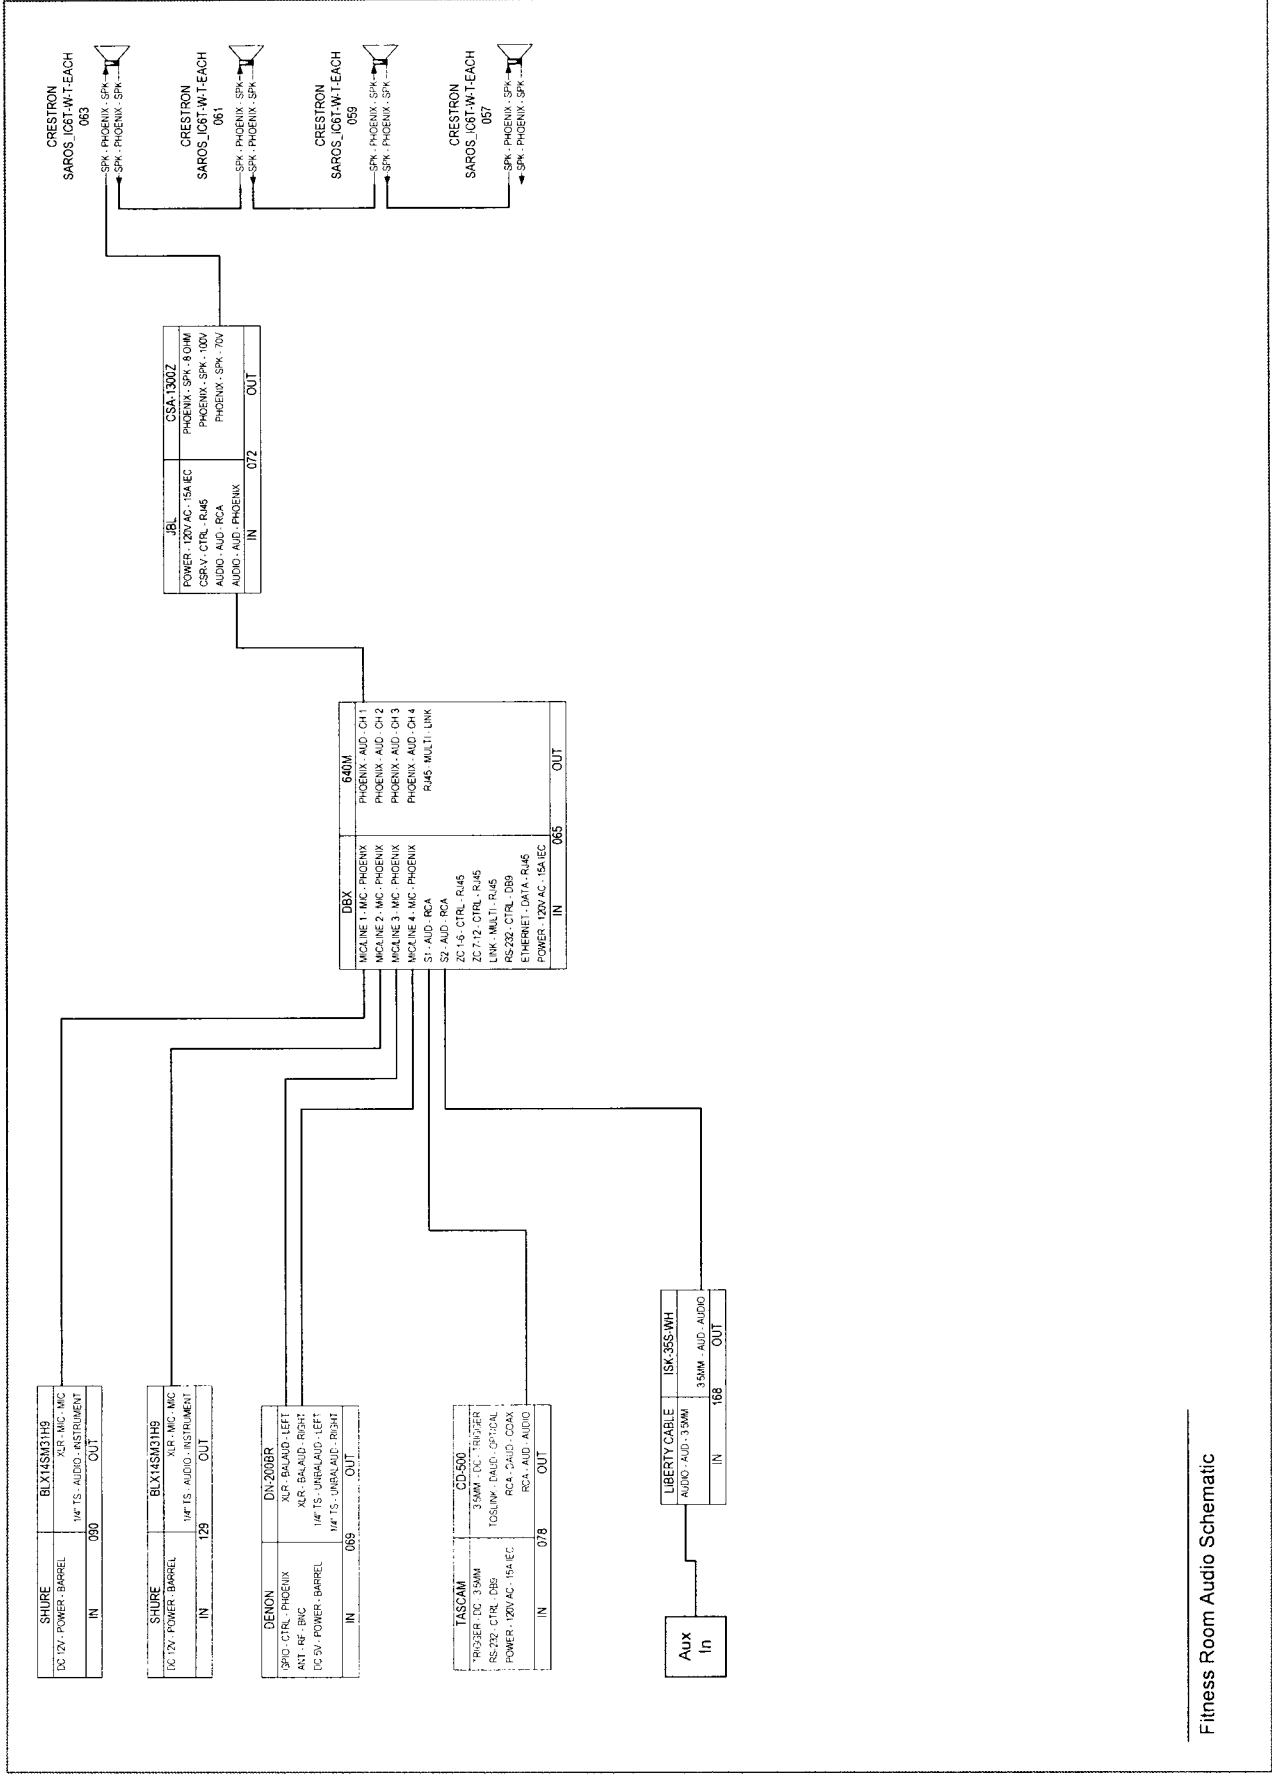 SHURE BLX14SM31H9
DC 12V - POWER - BARREL XLR - MIC - MIC
1/4" TS - AUDIO - INSTRUMENT
IN 090 OUT
SHURE BLX14SM31H9
DC 12V - POWER - BARREL XLR - MIC - MIC
1/4" TS - AUDIO - INSTRUMENT
IN 129 OUT
DENON DN-200BR
GPIO - CTRL - PHOENIX XLR - BALAUD - LEFT
ANT - RF - BNC XLR - BALAUD - RIGHT
DC 5V - POWER - BARREL 1/4" TS - UNBALAUD - LEFT
1/4" TS - UNBALAUD - RIGHT
IN 069 OUT
TASCAM CD-500
TRIGGER - DC - 3.5MM 3.5MM - DC - TRIGGER
RS-232 - CTRL - DB9 TOSLINK - DAUD - OPTICAL
POWER - 120V AC - 15A IEC RCA - DAUD - COAX
RCA - AUD - AUDIO
IN 078 OUT
Aux
In
LIBERTY CABLE ISK-35S-WH
AUDIO - AUD - 3.5MM 3.5MM - AUD - AUDIO
IN 168 OUT
DBX 640M
MIC/LINE 1 - MIC - PHOENIX PHOENIX - AUD - CH 1
MIC/LINE 2 - MIC - PHOENIX PHOENIX - AUD - CH 2
MIC/LINE 3 - MIC - PHOENIX PHOENIX - AUD - CH 3
MIC/LINE 4 - MIC - PHOENIX PHOENIX - AUD - CH 4
S1 - AUD - RCA RJ45 - MULTI - LINK
S2 - AUD - RCA
ZC 1-6 - CTRL - RJ45
ZC 7-12 - CTRL - RJ45
LINK - MULTI - RJ45
RS-232 - CTRL - DB9
ETHERNET - DATA - RJ45
POWER - 120V AC - 15A IEC
IN 065 OUT
JBL CSA-1300Z
POWER - 120V AC - 15A IEC PHOENIX - SPK - 8 OHM
CSR-V - CTRL - RJ45 PHOENIX - SPK - 100V
AUDIO - AUD - RCA PHOENIX - SPK - 70V
AUDIO - AUD - PHOENIX
IN 072 OUT
CRESTRON
SAROS_IC6T-W-T-EACH
063
SPK - PHOENIX - SPK
SPK - PHOENIX - SPK
CRESTRON
SAROS_IC6T-W-T-EACH
061
SPK - PHOENIX - SPK
SPK - PHOENIX - SPK
CRESTRON
SAROS_IC6T-W-T-EACH
059
SPK - PHOENIX - SPK
SPK - PHOENIX - SPK
CRESTRON
SAROS_IC6T-W-T-EACH
057
SPK - PHOENIX - SPK
SPK - PHOENIX - SPK
Fitness Room Audio Schematic